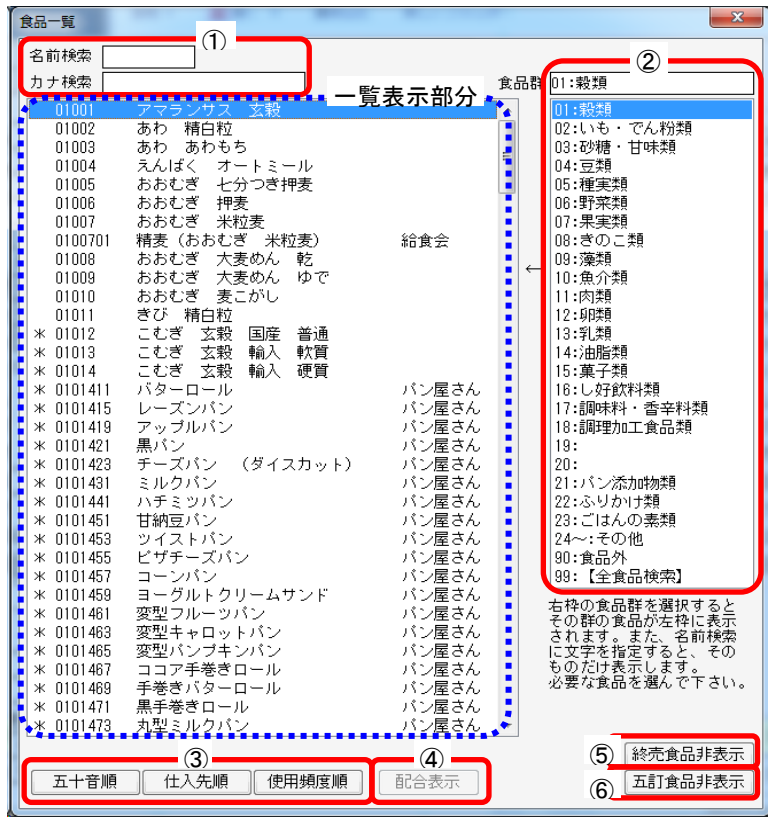 食品一覧
①
名前検索
カナ検索
②
一覧表示部分
食品群 01:穀類
01001 アマランサス 玄穀
01002 あわ 精白粒
01003 あわ あわもち
01004 えんばく オートミール
01005 おおむぎ 七分つき押麦
01006 おおむぎ 押麦
01007 おおむぎ 米粒麦
0100701 精麦（おおむぎ 米粒麦） 給食会
01008 おおむぎ 大麦めん 乾
01009 おおむぎ 大麦めん ゆで
01010 おおむぎ 麦こがし
01011 きび 精白粒
* 01012 こむぎ 玄穀 国産 普通
* 01013 こむぎ 玄穀 輸入 軟質
* 01014 こむぎ 玄穀 輸入 硬質
* 0101411 バターロール パン屋さん
* 0101415 レーズンパン パン屋さん
* 0101419 アップルパン パン屋さん
* 0101421 黒パン パン屋さん
* 0101423 チーズパン （ダイスカット） パン屋さん
* 0101431 ミルクパン パン屋さん
* 0101441 ハチミツパン パン屋さん
* 0101451 甘納豆パン パン屋さん
* 0101453 ツイストパン パン屋さん
* 0101455 ピザチーズパン パン屋さん
* 0101457 コーンパン パン屋さん
* 0101459 ヨーグルトクリームサンド パン屋さん
* 0101461 変型フルーツパン パン屋さん
* 0101463 変型キャロットパン パン屋さん
* 0101465 変型パンプキンパン パン屋さん
* 0101467 ココア手巻きロール パン屋さん
* 0101469 手巻きバターロール パン屋さん
* 0101471 黒手巻きロール パン屋さん
* 0101473 丸型ミルクパン パン屋さん
←
01:穀類
02:いも・でん粉類
03:砂糖・甘味類
04:豆類
05:種実類
06:野菜類
07:果実類
08:きのこ類
09:藻類
10:魚介類
11:肉類
12:卵類
13:乳類
14:油脂類
15:菓子類
16:し好飲料類
17:調味料・香辛料類
18:調理加工食品類
19:
20:
21:パン添加物類
22:ふりかけ類
23:ごはんの素類
24～:その他
90:食品外
99:【全食品検索】
右枠の食品群を選択すると
その群の食品が左枠に表示
されます。また、名前検索
に文字を指定すると、その
ものだけ表示します。
必要な食品を選んで下さい。
③
五十音順 仕入先順 使用頻度順
④
配合表示
⑤ 終売食品非表示
⑥ 五訂食品非表示